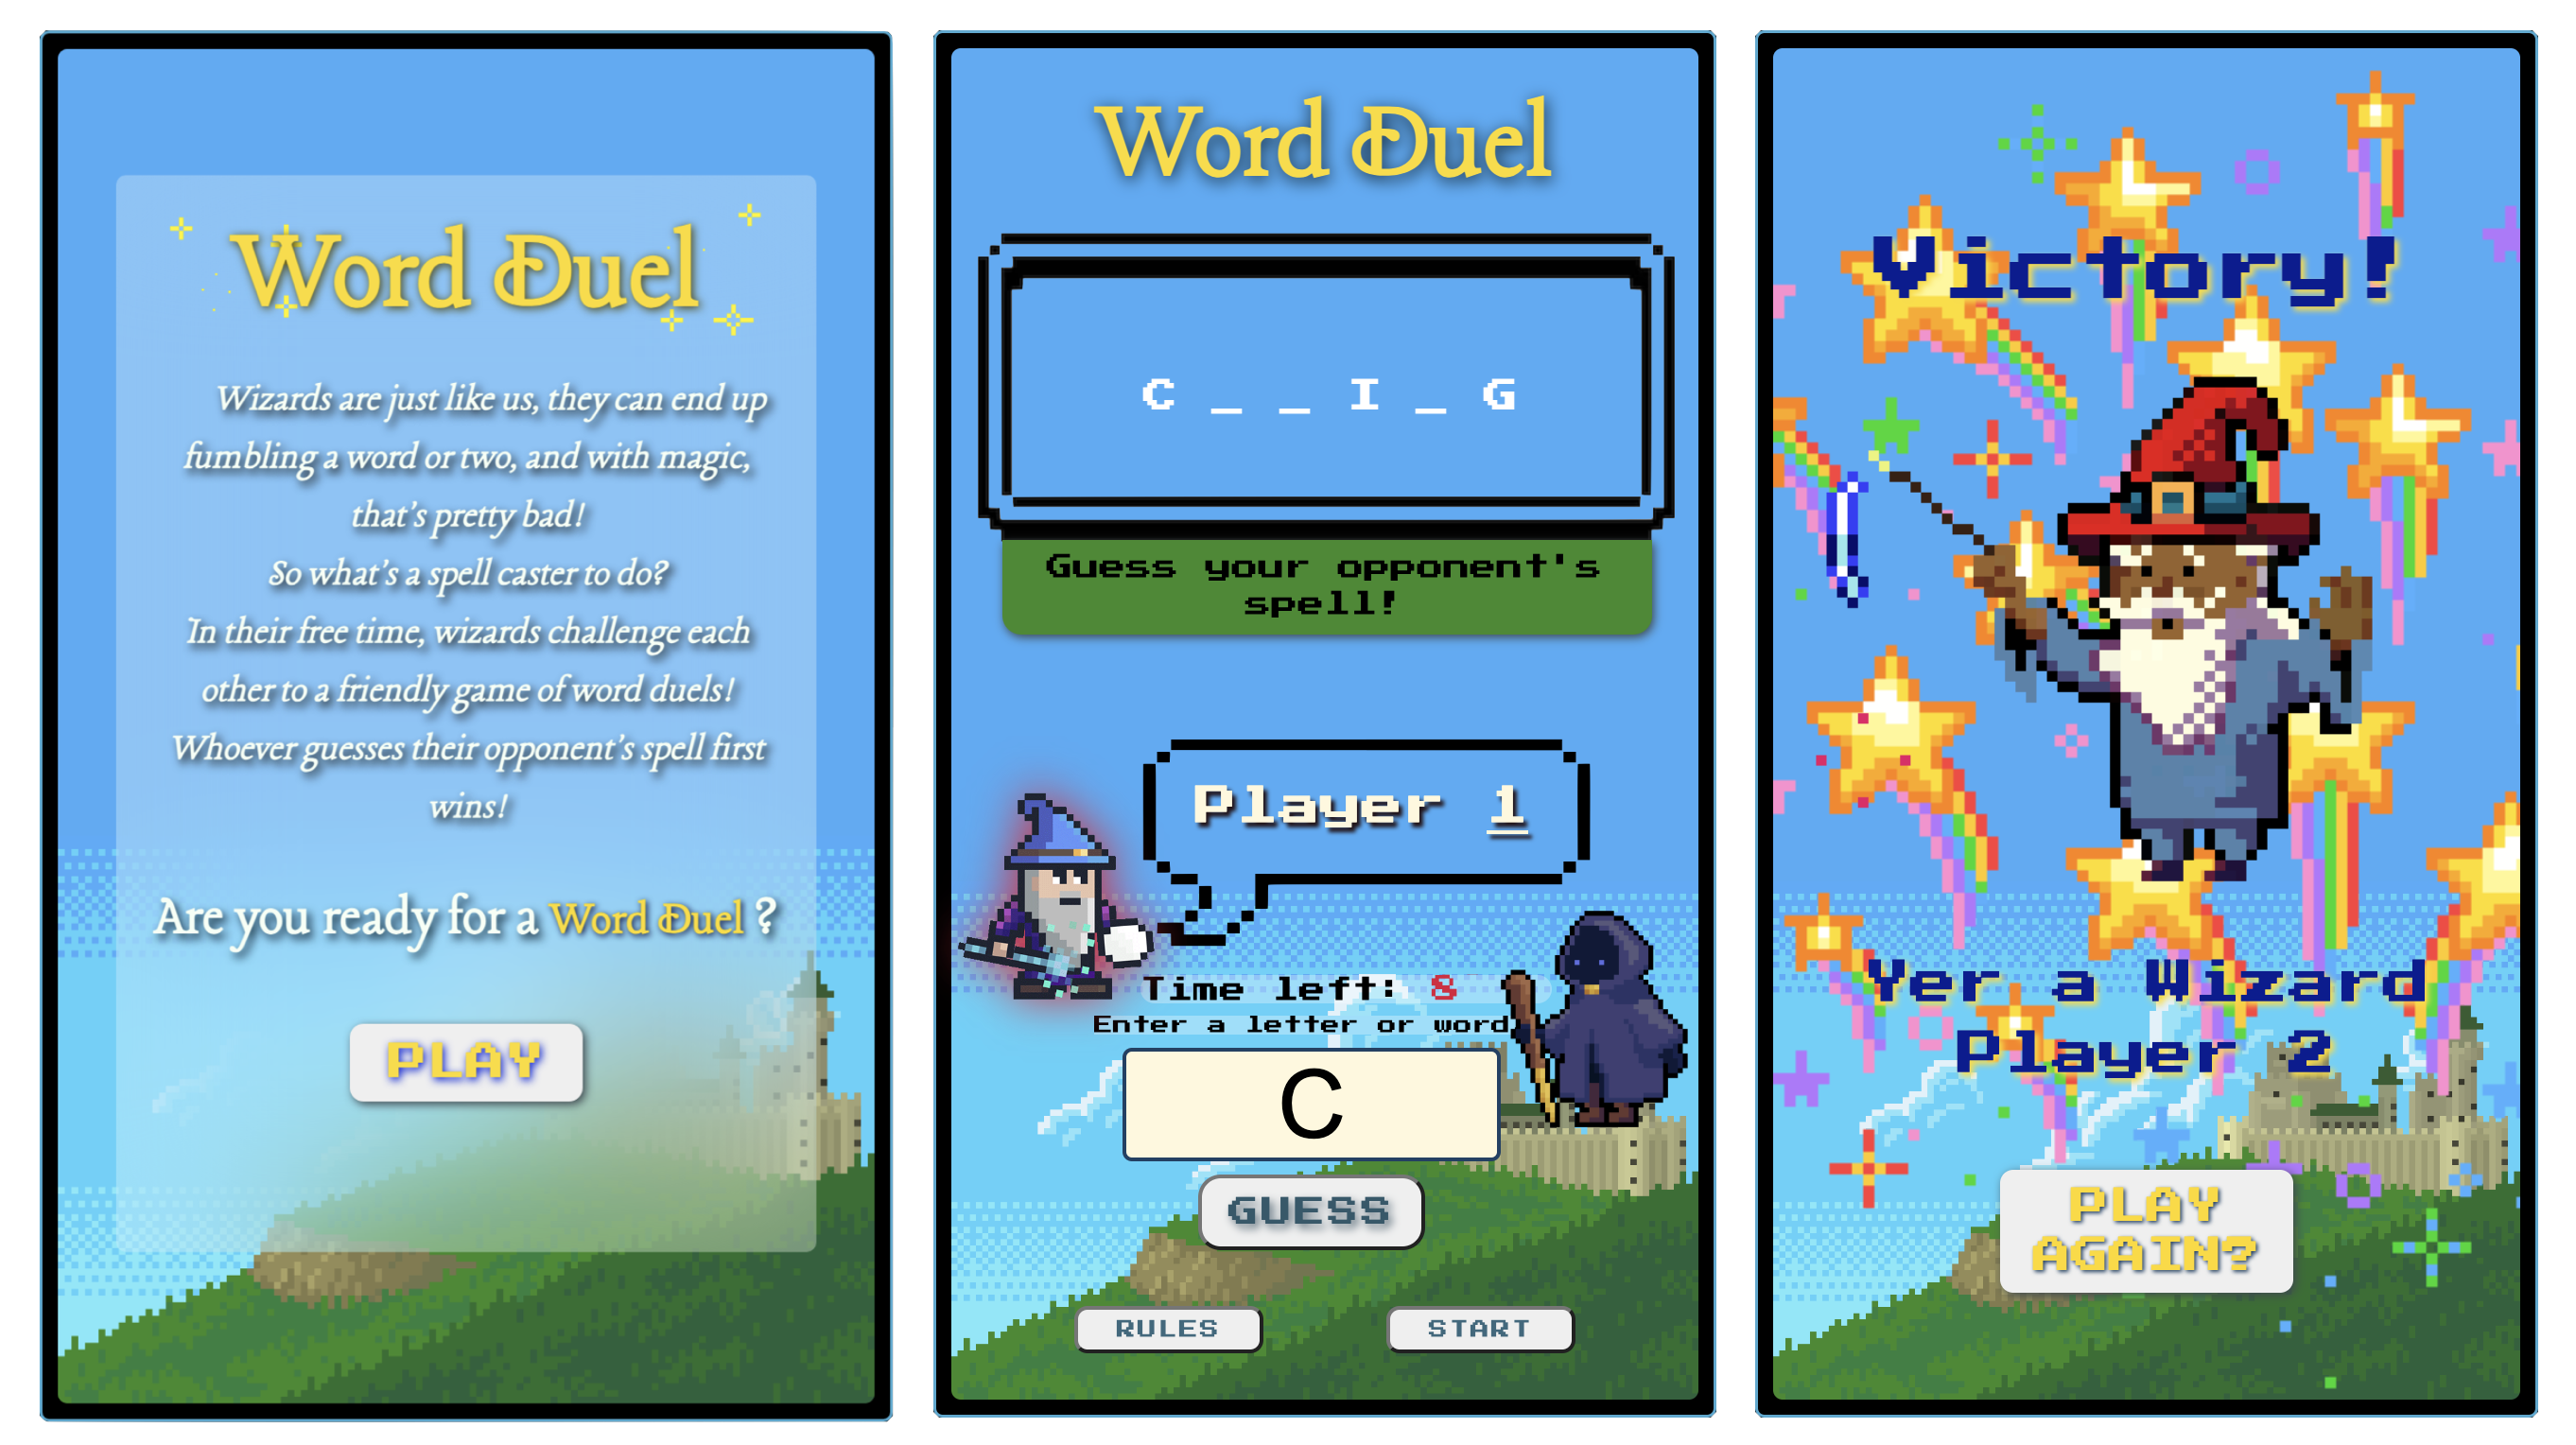 Word Duel
Wizards are just like us, they can end up
fumbling a word or two, and with magic,
that's pretty bad!
So what's a spell caster to do?
In their free time, wizards challenge each
other to a friendly game of word duels!
Whoever guesses their opponent's spell first
wins!
Are you ready for a Word Duel ?
PLAY
Word Duel
C _ _ I _ G
Guess your opponent's
spell!
Player 1
Time left: 8
Enter a letter or word
C
GUESS
RULES
START
Victory!
Yer a Wizard
Player 2
PLAY
AGAIN?